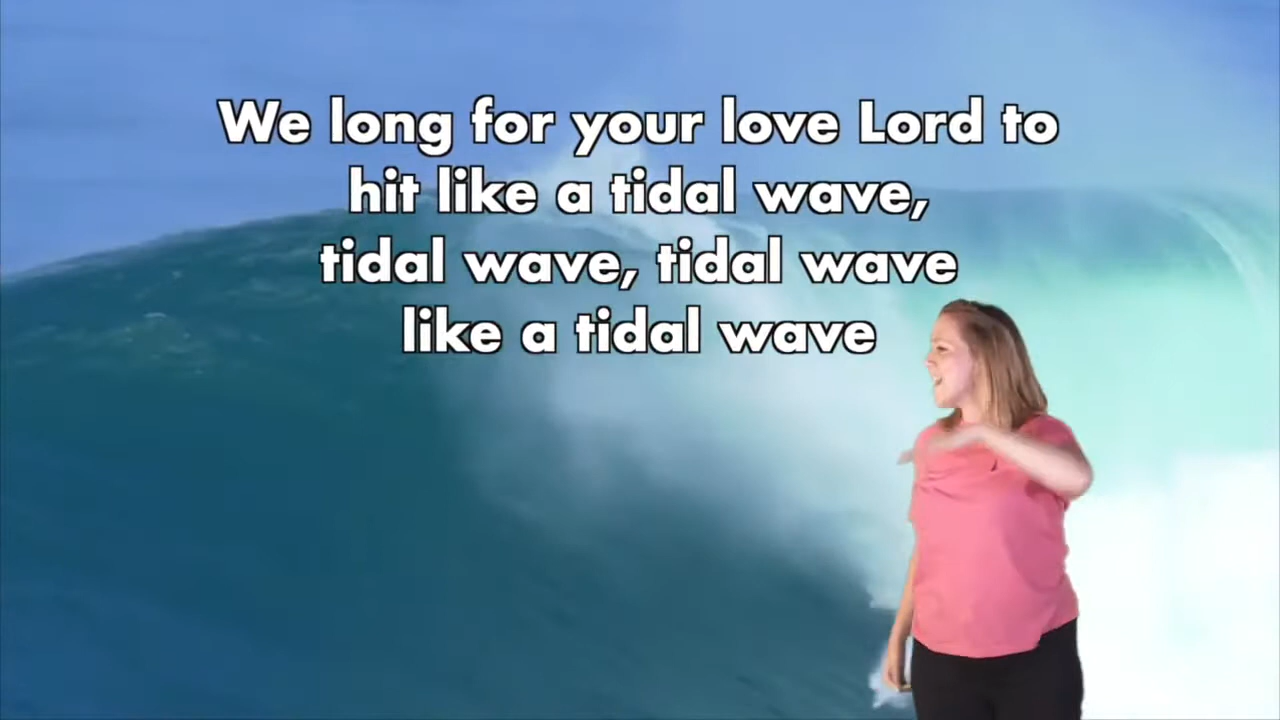 We long for your love Lord to
hit like a tidal wave,
tidal wave, tidal wave
like a tidal wave